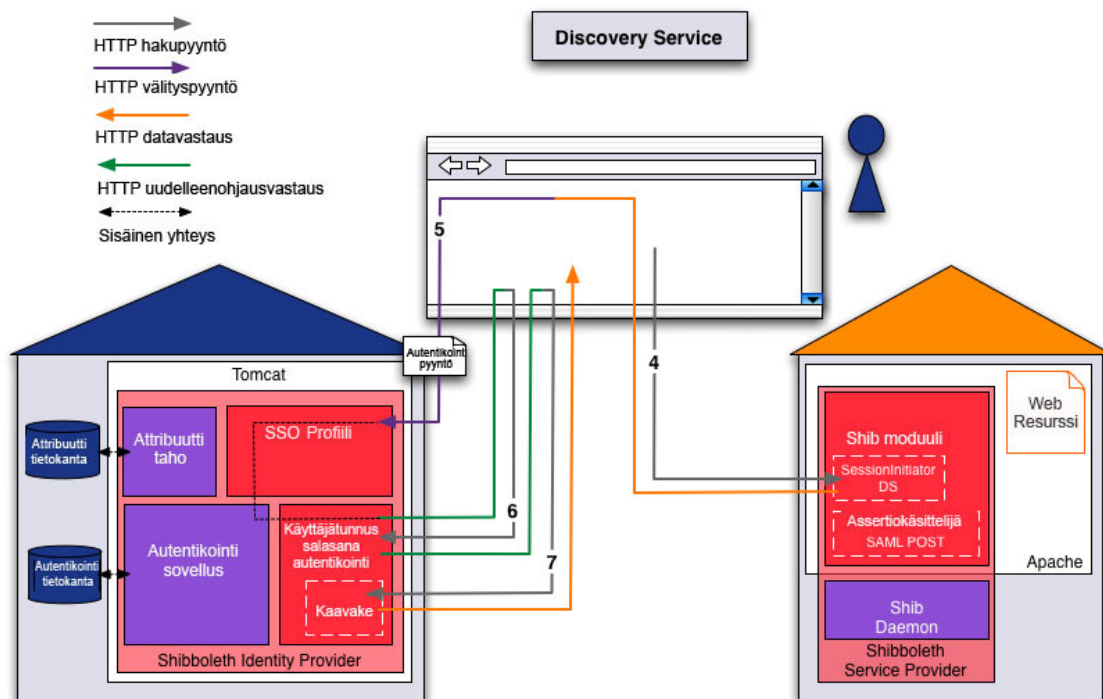 HTTP hakupyyntö
HTTP välityspyyntö
HTTP datavastaus
HTTP uudelleenohjausvastaus
Sisäinen yhteys
Discovery Service
5
4
6
7
Autentikointi
pyyntö
Tomcat
Attribuutti
tietokanta
Attribuutti
taho
SSO Profiili
Autentikointi
tietokanta
Autentikointi
sovellus
Käyttäjätunnus
salasana
autentikointi
Kaavake
Shibboleth Identity Provider
Web
Resurssi
Shib moduuli
SessionInitiator
DS
Assertiokäsittelijä
SAML POST
Apache
Shib
Daemon
Shibboleth
Service Provider